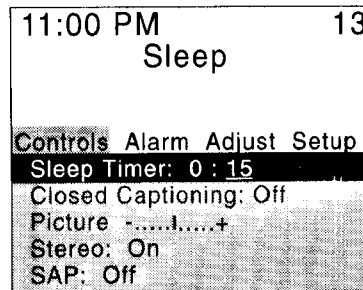 11:00 PM 13
Sleep
Controls Alarm Adjust Setup
Sleep Timer: 0 : 15
Closed Captioning: Off
Picture -.....ı.....+
Stereo: On
SAP: Off